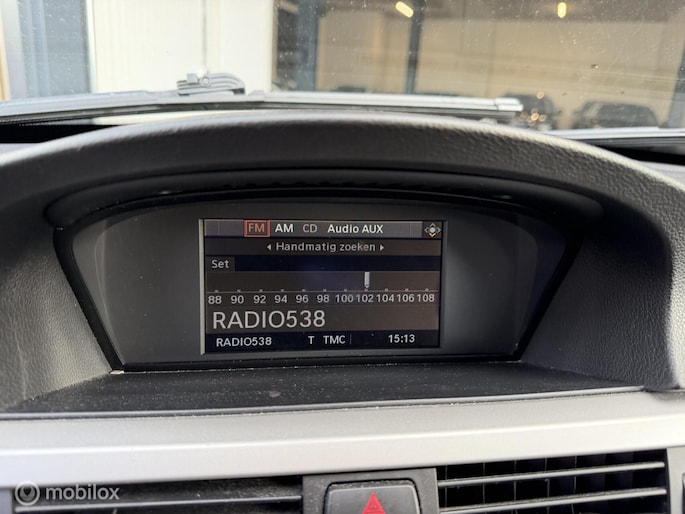 FM AM CD Audio AUX
Handmatig zoeken
Set
88 90 92 94 96 98 100 102 104 106 108
RADIO538
RADIO538 T TMC 15:13
mobilox